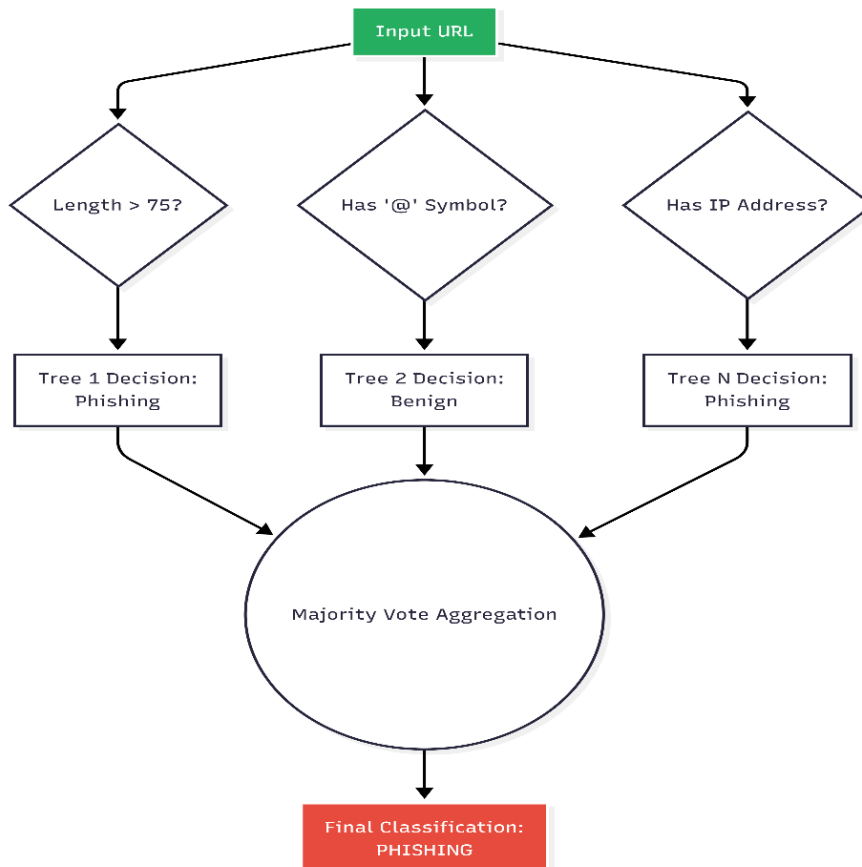 Input URL
Length > 75?
Has '@' Symbol?
Has IP Address?
Tree 1 Decision:
Phishing
Tree 2 Decision:
Benign
Tree N Decision:
Phishing
Majority Vote Aggregation
Final Classification:
PHISHING